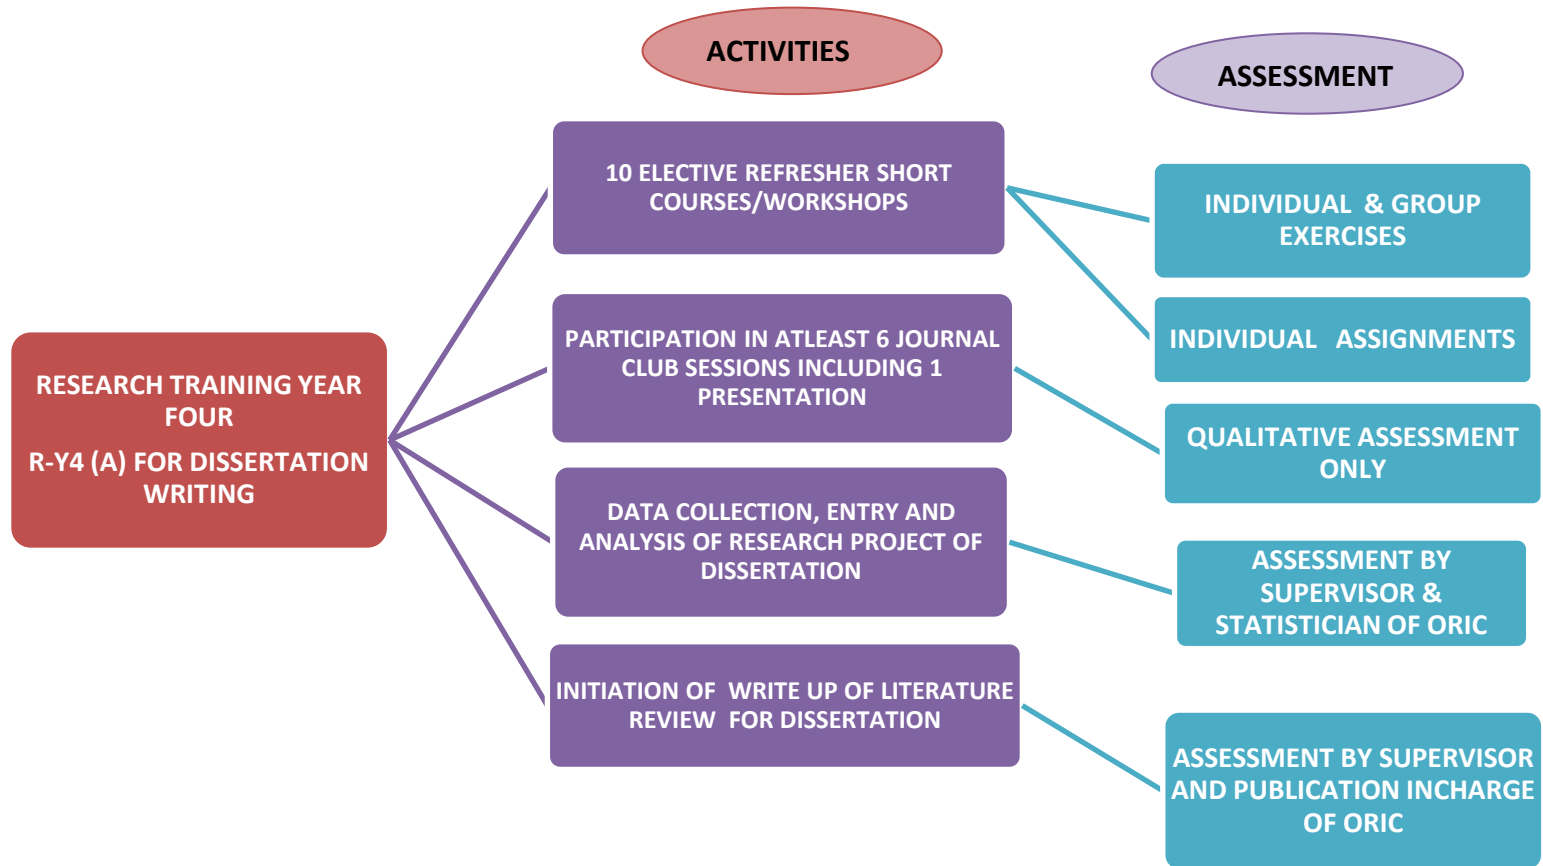 ACTIVITIES
ASSESSMENT
RESEARCH TRAINING YEAR
FOUR
R-Y4 (A) FOR DISSERTATION
WRITING
10 ELECTIVE REFRESHER SHORT
COURSES/WORKSHOPS
PARTICIPATION IN ATLEAST 6 JOURNAL
CLUB SESSIONS INCLUDING 1
PRESENTATION
DATA COLLECTION, ENTRY AND
ANALYSIS OF RESEARCH PROJECT OF
DISSERTATION
INITIATION OF WRITE UP OF LITERATURE
REVIEW FOR DISSERTATION
INDIVIDUAL & GROUP
EXERCISES
INDIVIDUAL ASSIGNMENTS
QUALITATIVE ASSESSMENT
ONLY
ASSESSMENT BY
SUPERVISOR &
STATISTICIAN OF ORIC
ASSESSMENT BY SUPERVISOR
AND PUBLICATION INCHARGE
OF ORIC